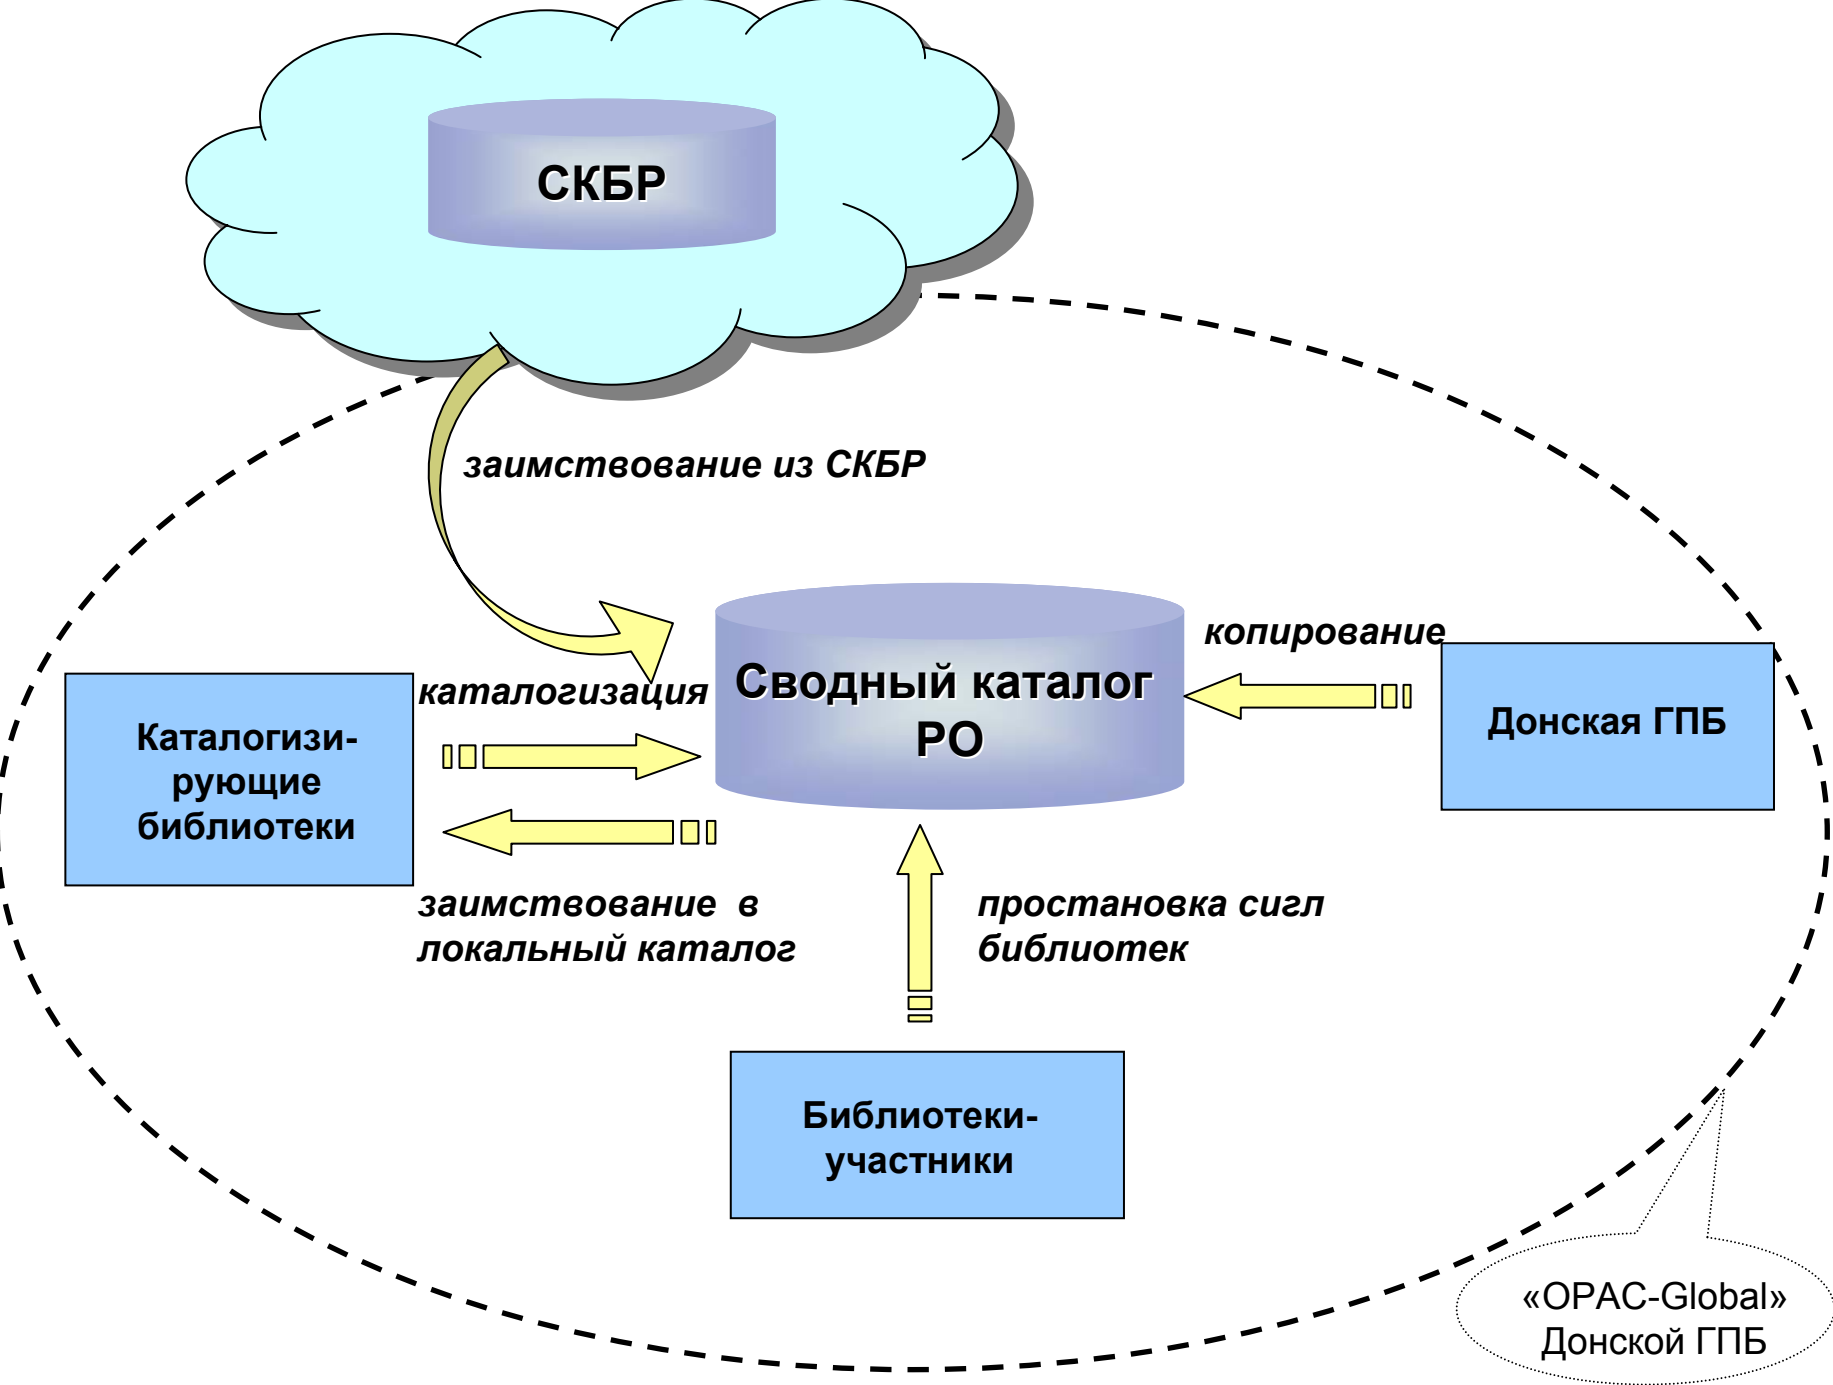 СКБР
заимствование из СКБР
копирование
каталогизация
Сводный каталог
РО
Донская ГПБ
Каталогизи-
рующие
библиотеки
заимствование в
локальный каталог
простановка сигл
библиотек
Библиотеки-
участники
«OPAC-Global»
Донской ГПБ